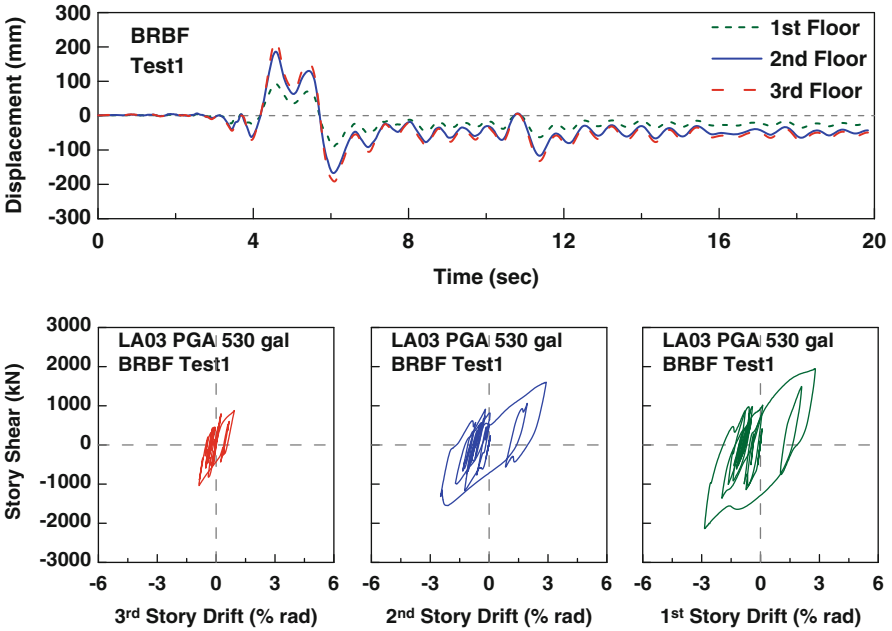 300
200
100
0
-100
-200
-300
Displacement (mm)
BRBF
Test1
1st Floor
2nd Floor
3rd Floor
0 4 8 12 16 20
Time (sec)
3000
2000
1000
0
-1000
-2000
-3000
Story Shear (kN)
LA03 PGA 530 gal
BRBF Test1
-6 -3 0 3 6
3rd Story Drift (% rad)
LA03 PGA 530 gal
BRBF Test1
-6 -3 0 3 6
2nd Story Drift (% rad)
LA03 PGA 530 gal
BRBF Test1
-6 -3 0 3 6
1st Story Drift (% rad)